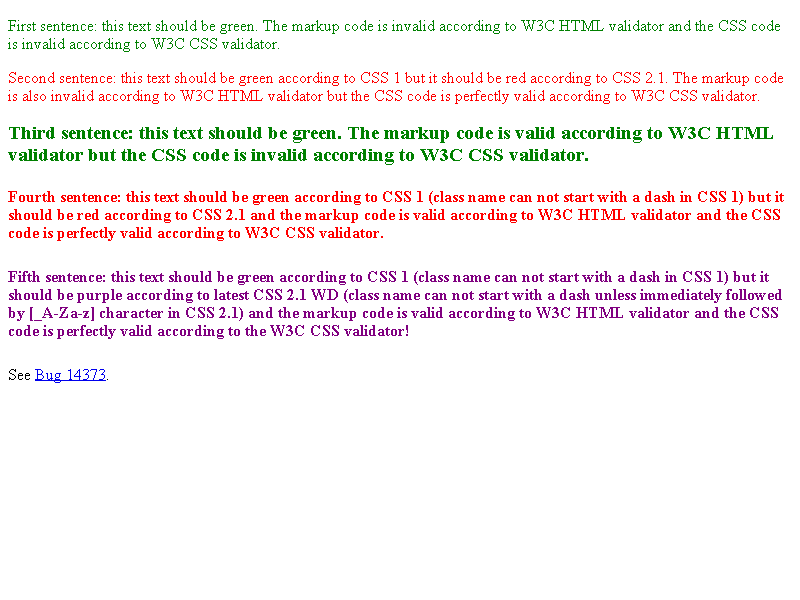 First sentence: this text should be green. The markup code is invalid according to W3C HTML validator and the CSS code
is invalid according to W3C CSS validator.
Second sentence: this text should be green according to CSS 1 but it should be red according to CSS 2.1. The markup code
is also invalid according to W3C HTML validator but the CSS code is perfectly valid according to W3C CSS validator.
Third sentence: this text should be green. The markup code is valid according to W3C HTML
validator but the CSS code is invalid according to W3C CSS validator.
Fourth sentence: this text should be green according to CSS 1 (class name can not start with a dash in CSS 1) but it
should be red according to CSS 2.1 and the markup code is valid according to W3C HTML validator and the CSS
code is perfectly valid according to W3C CSS validator.
Fifth sentence: this text should be green according to CSS 1 (class name can not start with a dash in CSS 1) but it
should be purple according to latest CSS 2.1 WD (class name can not start with a dash unless immediately followed
by [_A-Za-z] character in CSS 2.1) and the markup code is valid according to W3C HTML validator and the CSS
code is perfectly valid according to the W3C CSS validator!
See Bug 14373.